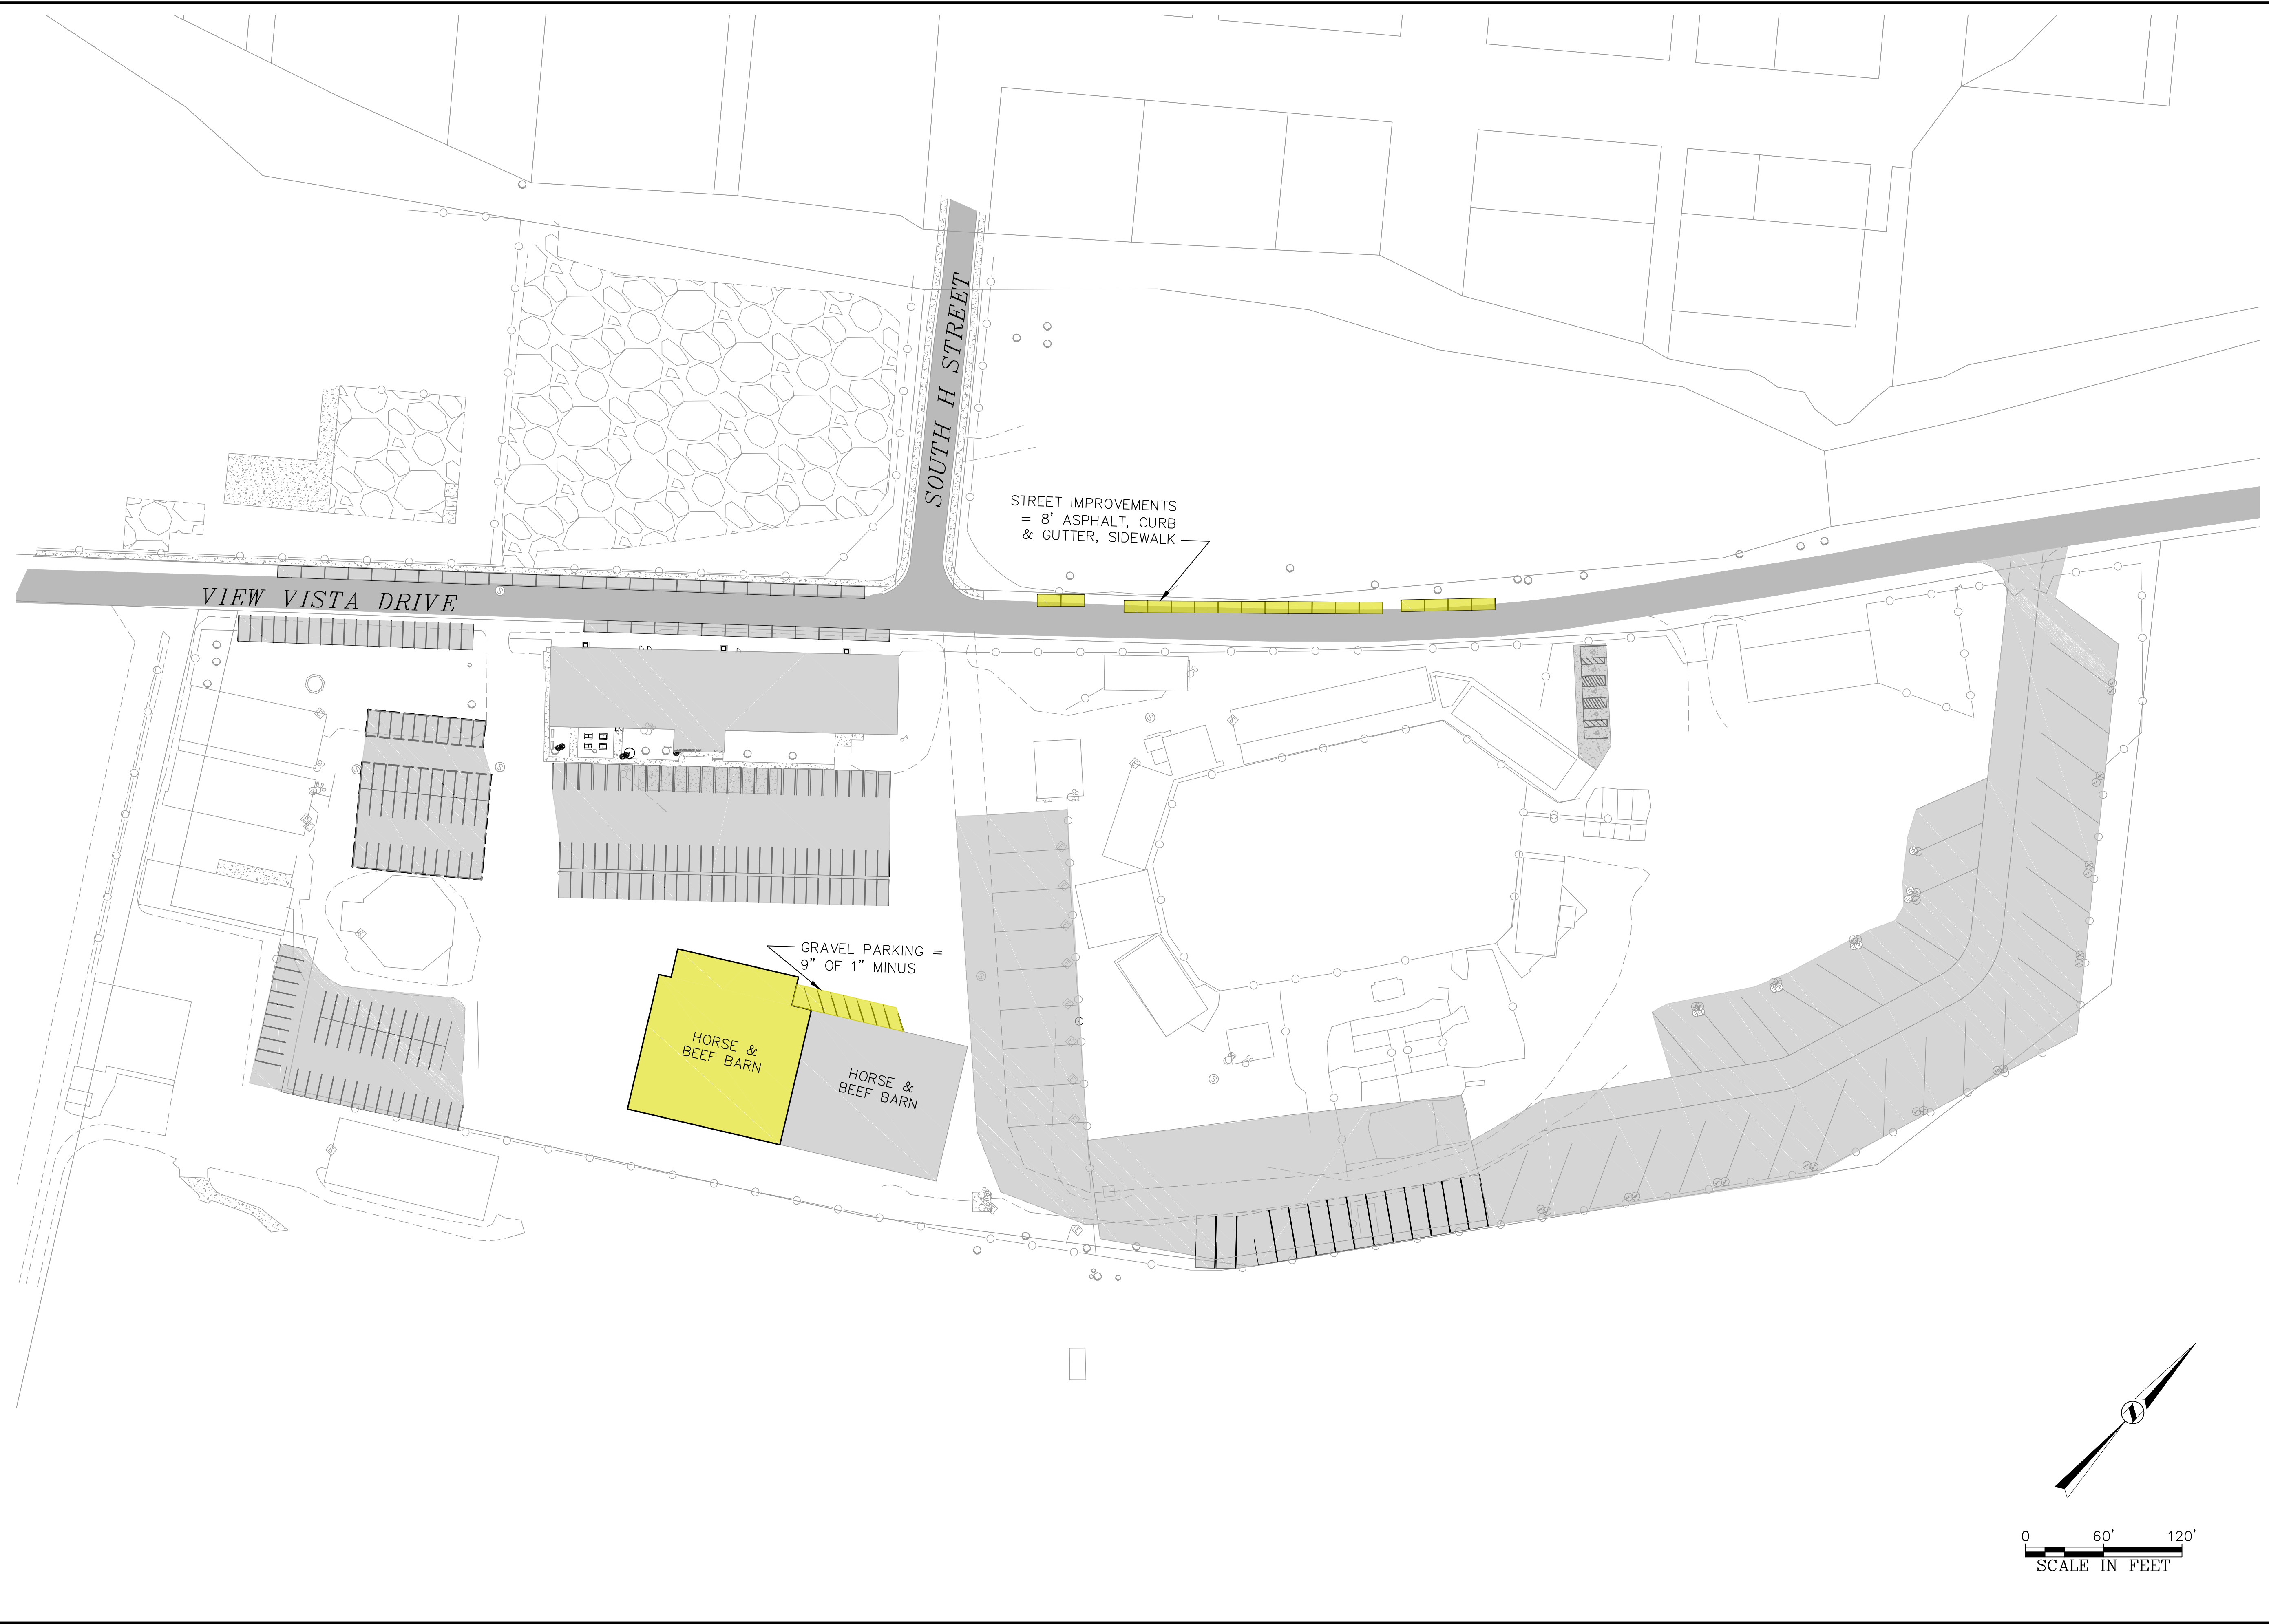 SOUTH H STREET
STREET IMPROVEMENTS
= 8' ASPHALT, CURB
& GUTTER, SIDEWALK
VIEW VISTA DRIVE
GRAVEL PARKING =
9" OF 1" MINUS
HORSE &
BEEF BARN
HORSE &
BEEF BARN
0 60' 120'
SCALE IN FEET